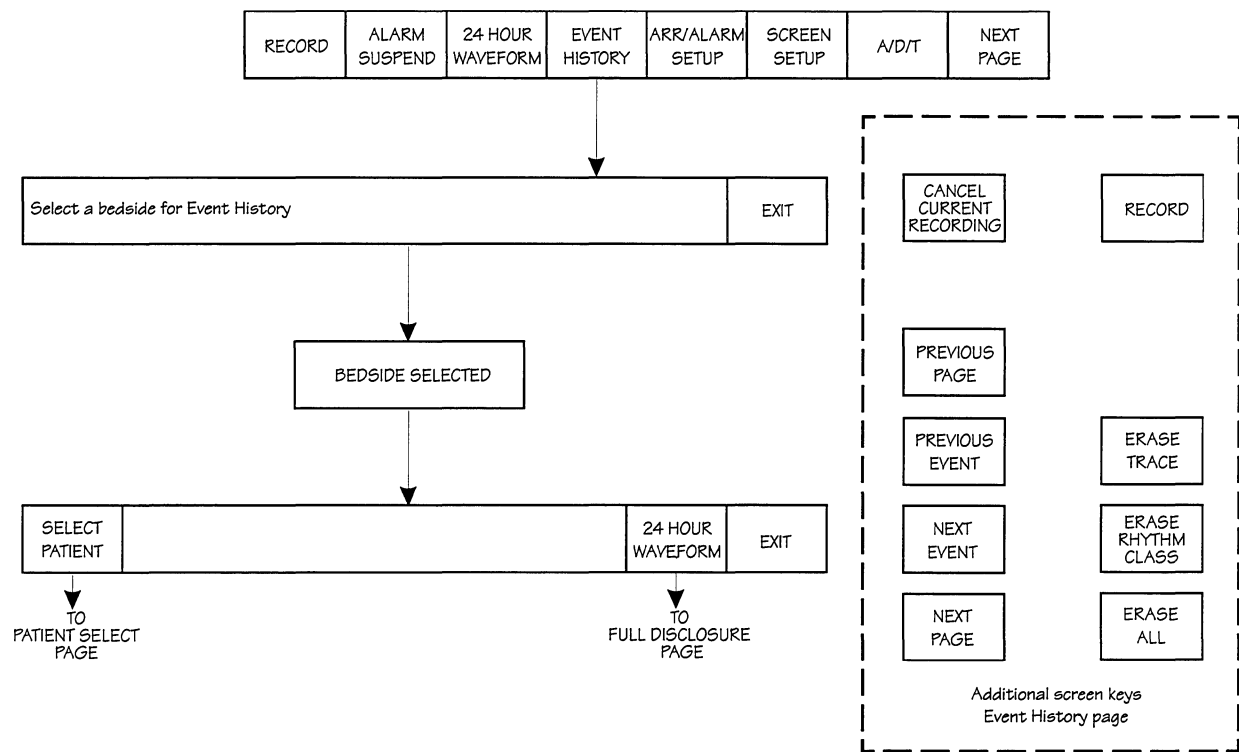 RECORD
ALARM
SUSPEND
24 HOUR
WAVEFORM
EVENT
HISTORY
ARR/ALARM
SETUP
SCREEN
SETUP
A/D/T
NEXT
PAGE
Select a bedside for Event History
EXIT
BEDSIDE SELECTED
SELECT
PATIENT
24 HOUR
WAVEFORM
EXIT
TO
PATIENT SELECT
PAGE
TO
FULL DISCLOSURE
PAGE
CANCEL
CURRENT
RECORDING
RECORD
PREVIOUS
PAGE
PREVIOUS
EVENT
ERASE
TRACE
NEXT
EVENT
ERASE
RHYTHM
CLASS
NEXT
PAGE
ERASE
ALL
Additional screen keys
Event History page